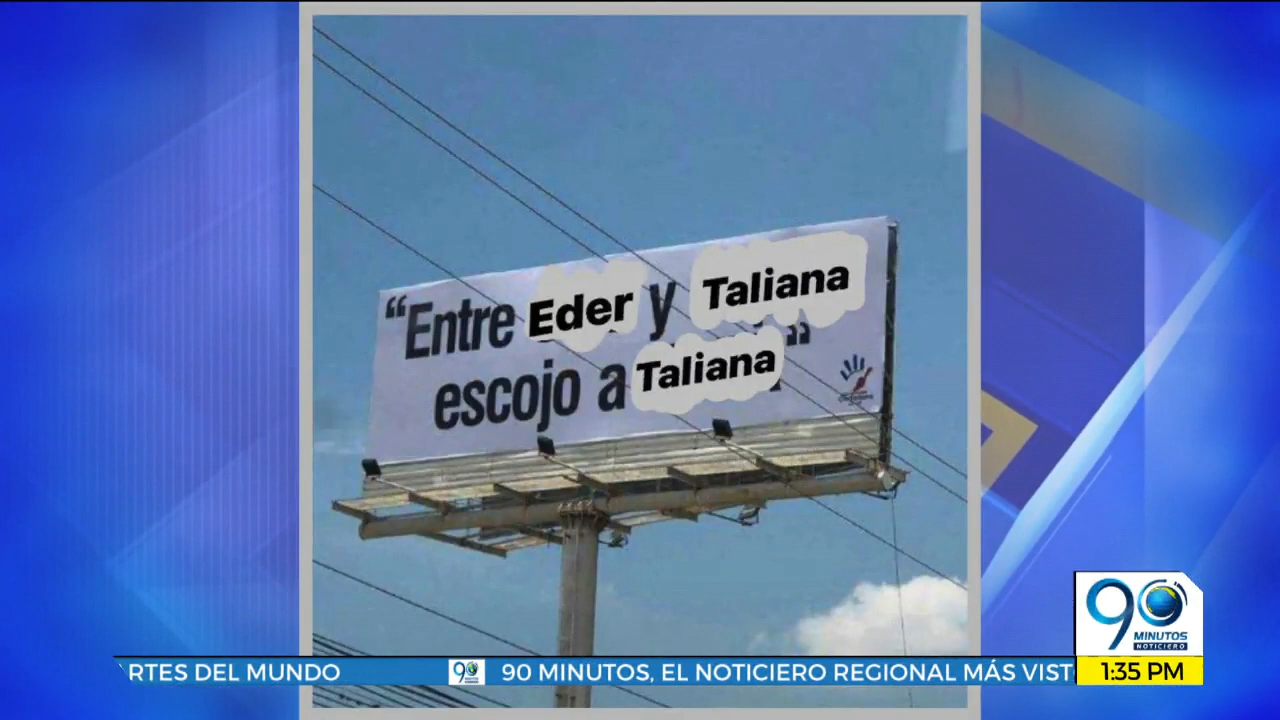 “Entre Eder y Taliana
escojo a Taliana
”
90
MINUTOS
NOTICIERO
1:35 PM
ARTES DEL MUNDO
90 MINUTOS, EL NOTICIERO REGIONAL MÁS VIST